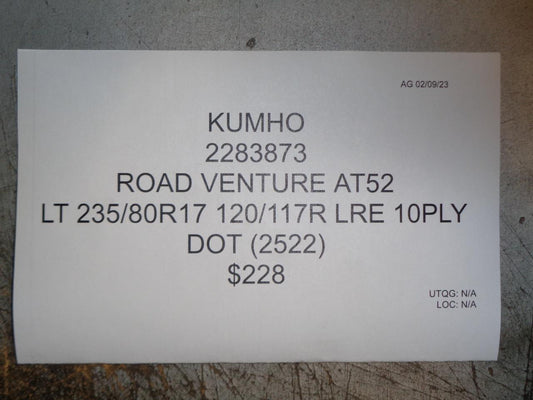 AG 02/09/23
KUMHO
2283873
ROAD VENTURE AT52
LT 235/80R17 120/117R LRE 10PLY
DOT (2522)
$228
UTQG: N/A
LOC: N/A